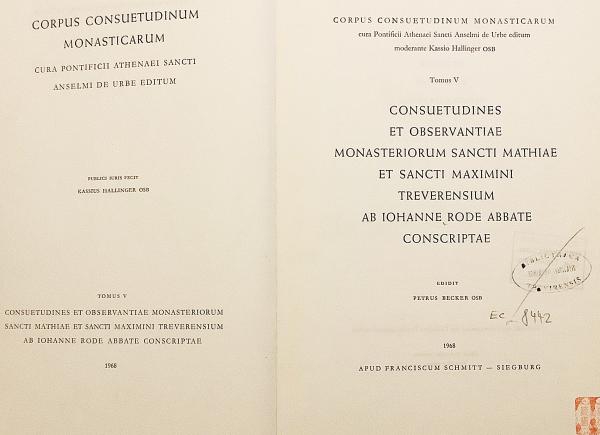 CORPUS CONSUETUDINUM
MONASTICARUM
CURA PONTIFICII ATHENAEI SANCTI
ANSELMI DE URBE EDITUM
PUBLICI IURIS FECIT
KASSIUS HALLINGER OSB
TOMUS V
CONSUETUDINES ET OBSERVANTIAE MONASTERIORUM
SANCTI MATHIAE ET SANCTI MAXIMINI TREVERENSIUM
AB IOHANNE RODE ABBATE CONSCRIPTAE
1968
CORPUS CONSUETUDINUM MONASTICARUM
cura Pontificii Athenaei Sancti Anselmi de Urbe editum
moderante Kassio Hallinger OSB
Tomus V
CONSUETUDINES
ET OBSERVANTIAE
MONASTERIORUM SANCTI MATHIAE
ET SANCTI MAXIMINI
TREVERENSIUM
AB IOHANNE RODE ABBATE
CONSCRIPTAE
EDIDIT
PETRUS BECKER OSB
EC 8442
1968
APUD FRANCISCUM SCHMITT — SIEGBURG